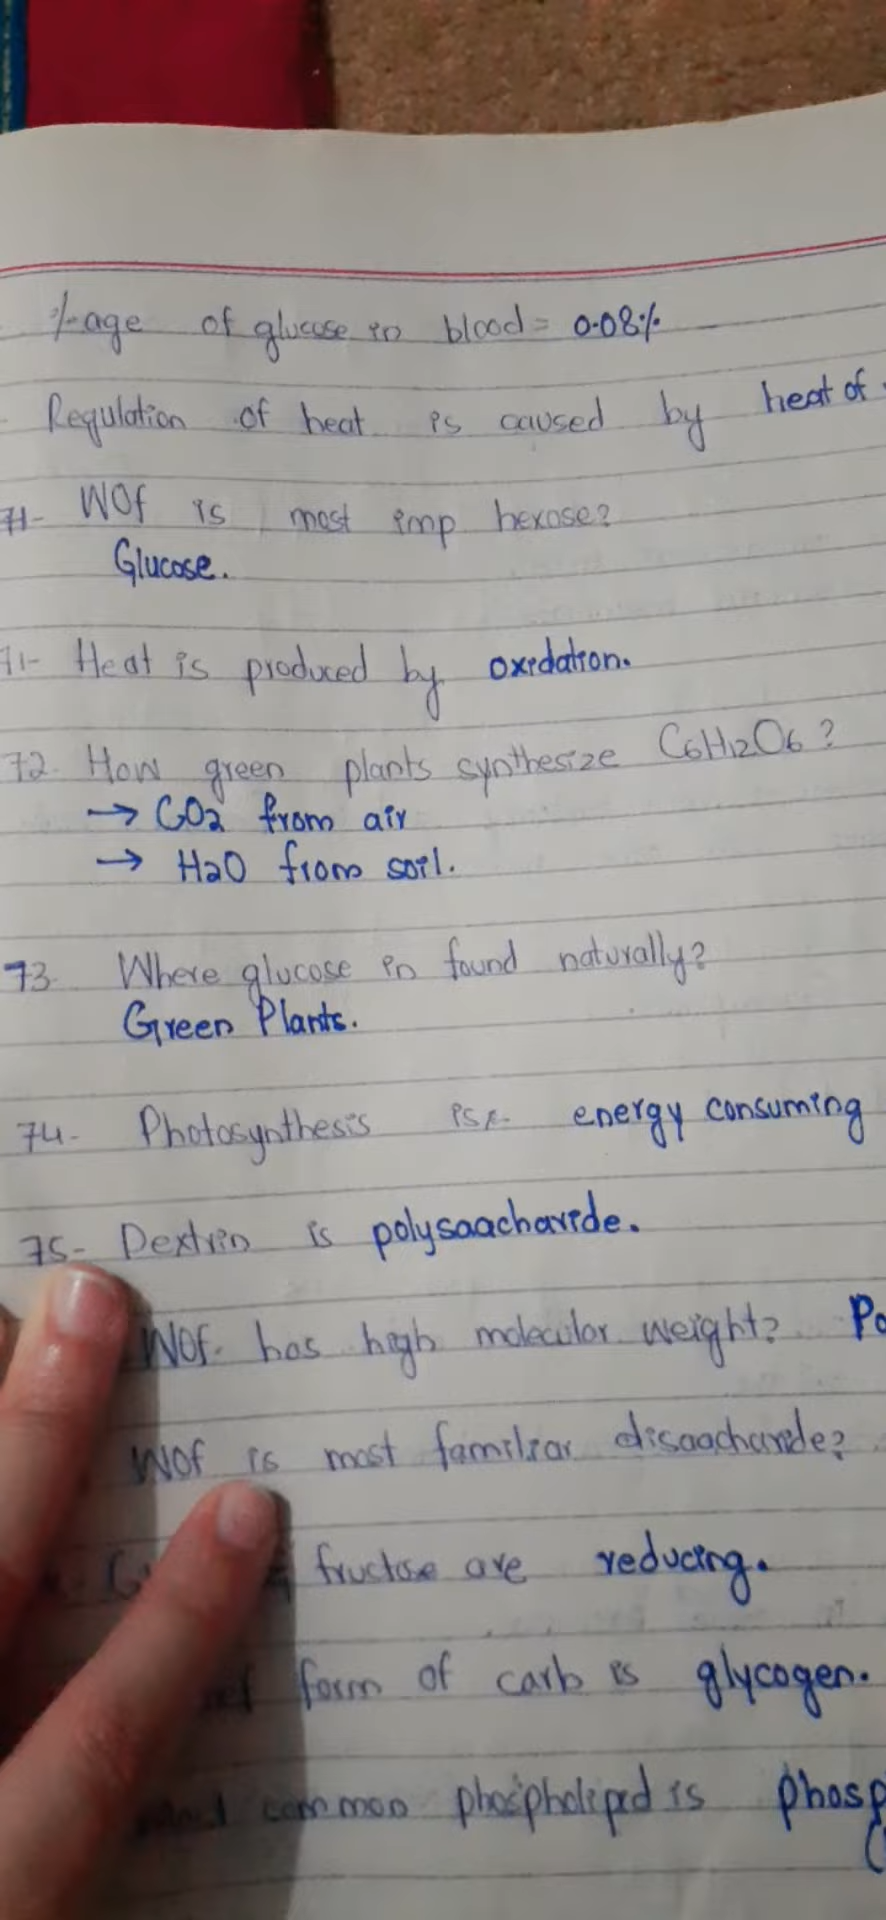 %age of glucose in blood = 0.08%
Regulation of heat is caused by heat of
71- WOf is most imp hexose?
Glucose.
71- Heat is produced by oxidation.
72. How green plants synthesize C6H12O6?
→ CO2 from air
→ H2O from soil.
73. Where glucose in found naturally?
Green Plants.
74- Photosynthesis is energy consuming
75- Dextrin is polysaacharide.
WOf has high molecular weight? Po
WOf is most familiar disaacharide?
fructose are reducing.
form of carb is glycogen.
common phospholipid is phosp